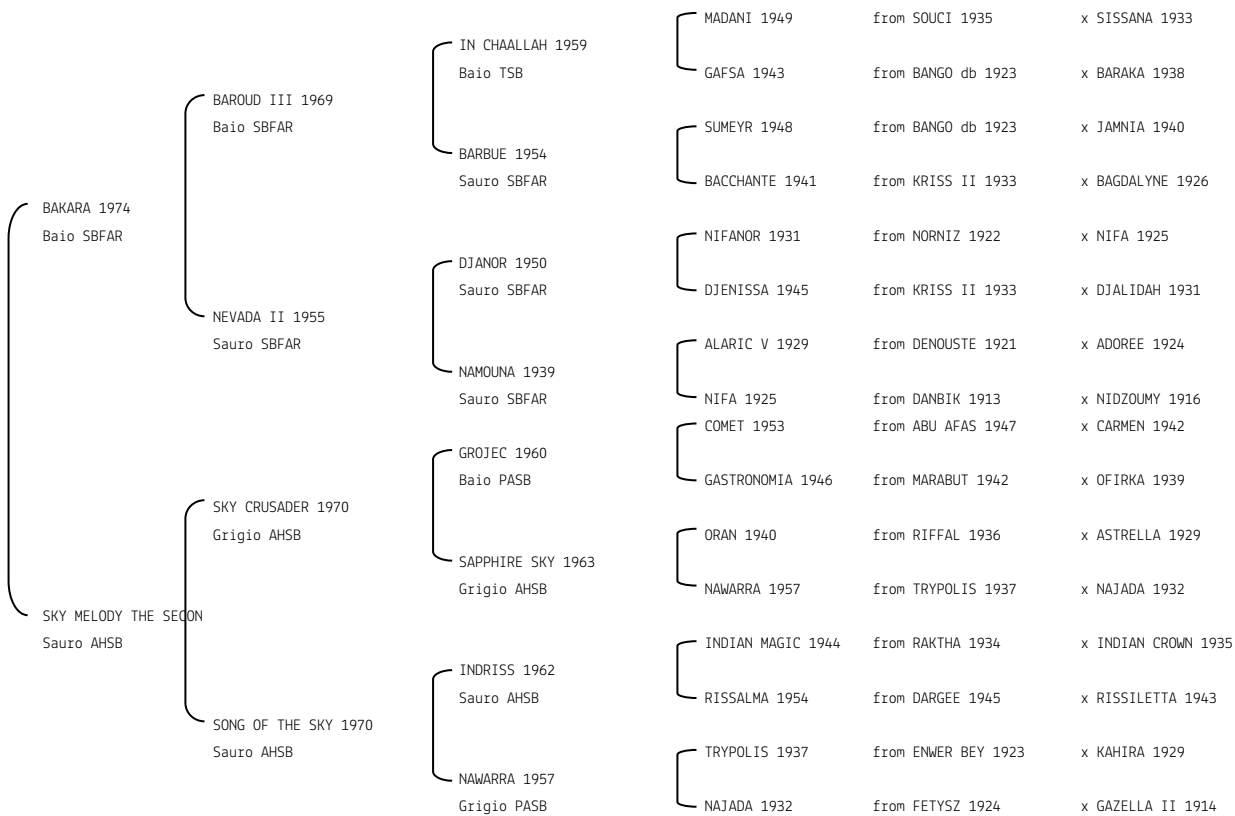 MADANI 1949 from SOUCI 1935 x SISSANA 1933
IN CHAALLAH 1959
Baio TSB GAFSA 1943 from BANGO db 1923 x BARAKA 1938
BAROUD III 1969
Baio SBFAR SUMEYR 1948 from BANGO db 1923 x JAMNIA 1940
BARBUE 1954
Sauro SBFAR BACCHANTE 1941 from KRISS II 1933 x BAGDALYNE 1926
BAKARA 1974
Baio SBFAR NIFANOR 1931 from NORNIZ 1922 x NIFA 1925
DJANOR 1950
Sauro SBFAR DJENISSA 1945 from KRISS II 1933 x DJALIDAH 1931
NEVADA II 1955
Sauro SBFAR ALARIC V 1929 from DENOUSTE 1921 x ADOREE 1924
NAMOUNA 1939
Sauro SBFAR NIFA 1925 from DANBIK 1913 x NIDZOUMY 1916
COMET 1953 from ABU AFAS 1947 x CARMEN 1942
GROJEC 1960
Baio PASB GASTRONOMIA 1946 from MARABUT 1942 x OFIRKA 1939
SKY CRUSADER 1970
Grigio AHSB ORAN 1940 from RIFFAL 1936 x ASTRELLA 1929
SAPPHIRE SKY 1963
Grigio AHSB NAWARRA 1957 from TRYPOLIS 1937 x NAJADA 1932
SKY MELODY THE SECON
Sauro AHSB INDIAN MAGIC 1944 from RAKTHA 1934 x INDIAN CROWN 1935
INDRISS 1962
Sauro AHSB RISSALMA 1954 from DARGEE 1945 x RISSILETTA 1943
SONG OF THE SKY 1970
Sauro AHSB TRYPOLIS 1937 from ENWER BEY 1923 x KAHIRA 1929
NAWARRA 1957
Grigio PASB NAJADA 1932 from FETYSZ 1924 x GAZELLA II 1914